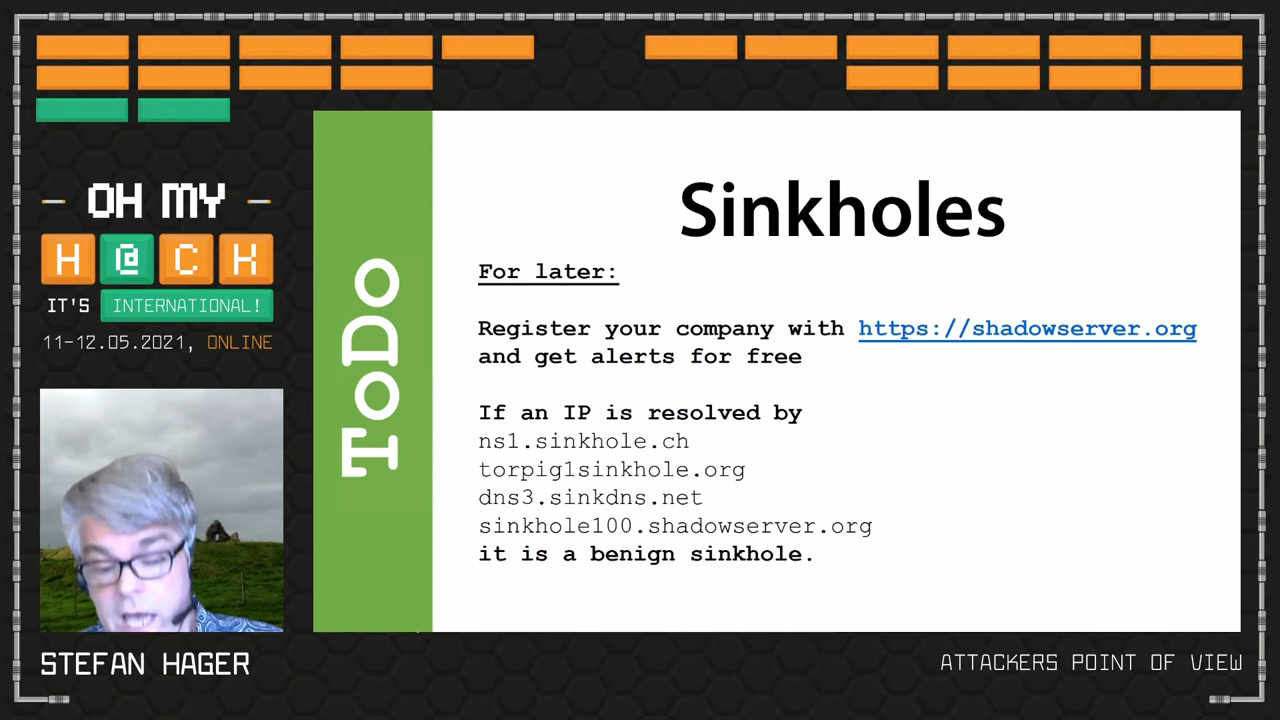 OH MY
H@CK
IT'S INTERNATIONAL!
11-12.05.2021, ONLINE
ToDo
Sinkholes
For later:
Register your company with https://shadowserver.org
and get alerts for free
If an IP is resolved by
ns1.sinkhole.ch
torpig1sinkhole.org
dns3.sinkdns.net
sinkhole100.shadowserver.org
it is a benign sinkhole.
STEFAN HAGER
ATTACKERS POINT OF VIEW